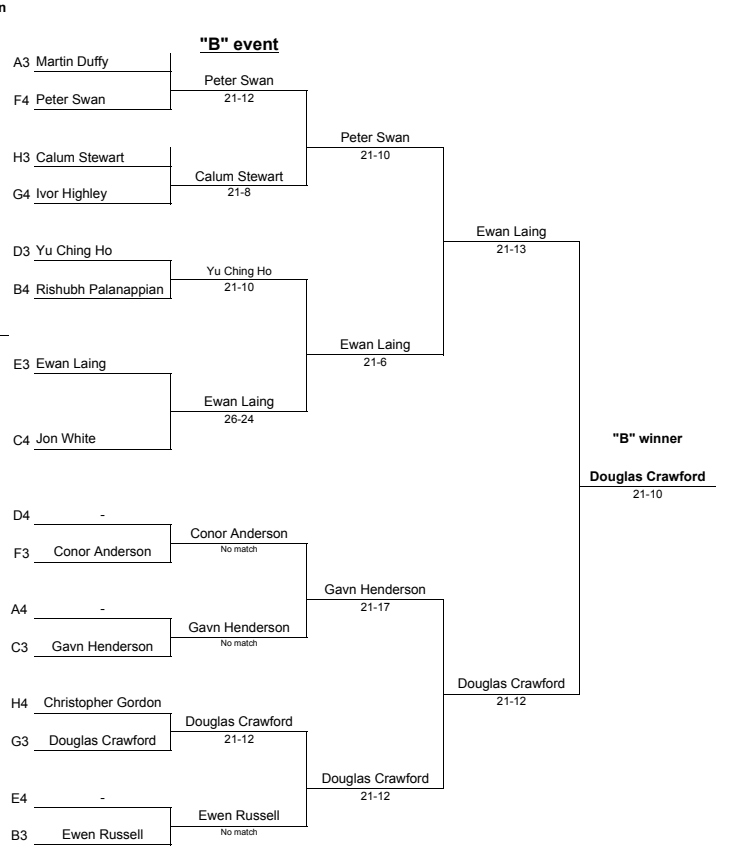 n
"B" event
A3 Martin Duffy
Peter Swan
21-12
F4 Peter Swan
Peter Swan
21-10
H3 Calum Stewart
Calum Stewart
21-8
G4 Ivor Highley
Ewan Laing
21-13
D3 Yu Ching Ho
Yu Ching Ho
21-10
B4 Rishubh Palanappian
Ewan Laing
21-6
E3 Ewan Laing
Ewan Laing
26-24
C4 Jon White
"B" winner
Douglas Crawford
21-10
D4 -
Conor Anderson
No match
F3 Conor Anderson
Gavn Henderson
21-17
A4 -
Gavn Henderson
No match
C3 Gavn Henderson
Douglas Crawford
21-12
H4 Christopher Gordon
Douglas Crawford
21-12
G3 Douglas Crawford
Douglas Crawford
21-12
E4 -
Ewen Russell
No match
B3 Ewen Russell